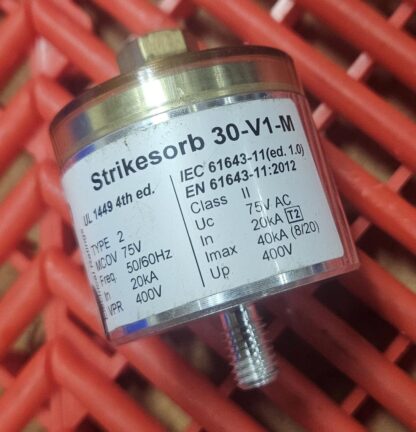 Strikesorb 30-V1-M
UL 1449 4th ed.
TYPE 2
MCOV 75V
Freq 50/60Hz
In 20kA
VPR 400V
IEC 61643-11(ed. 1.0)
EN 61643-11:2012
Class II
Uc 75V AC
In 20kA T2
Imax 40kA (8/20)
Up 400V